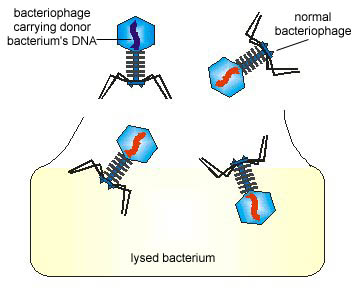 bacteriophage
carrying donor
bacterium's DNA
normal
bacteriophage
lysed bacterium